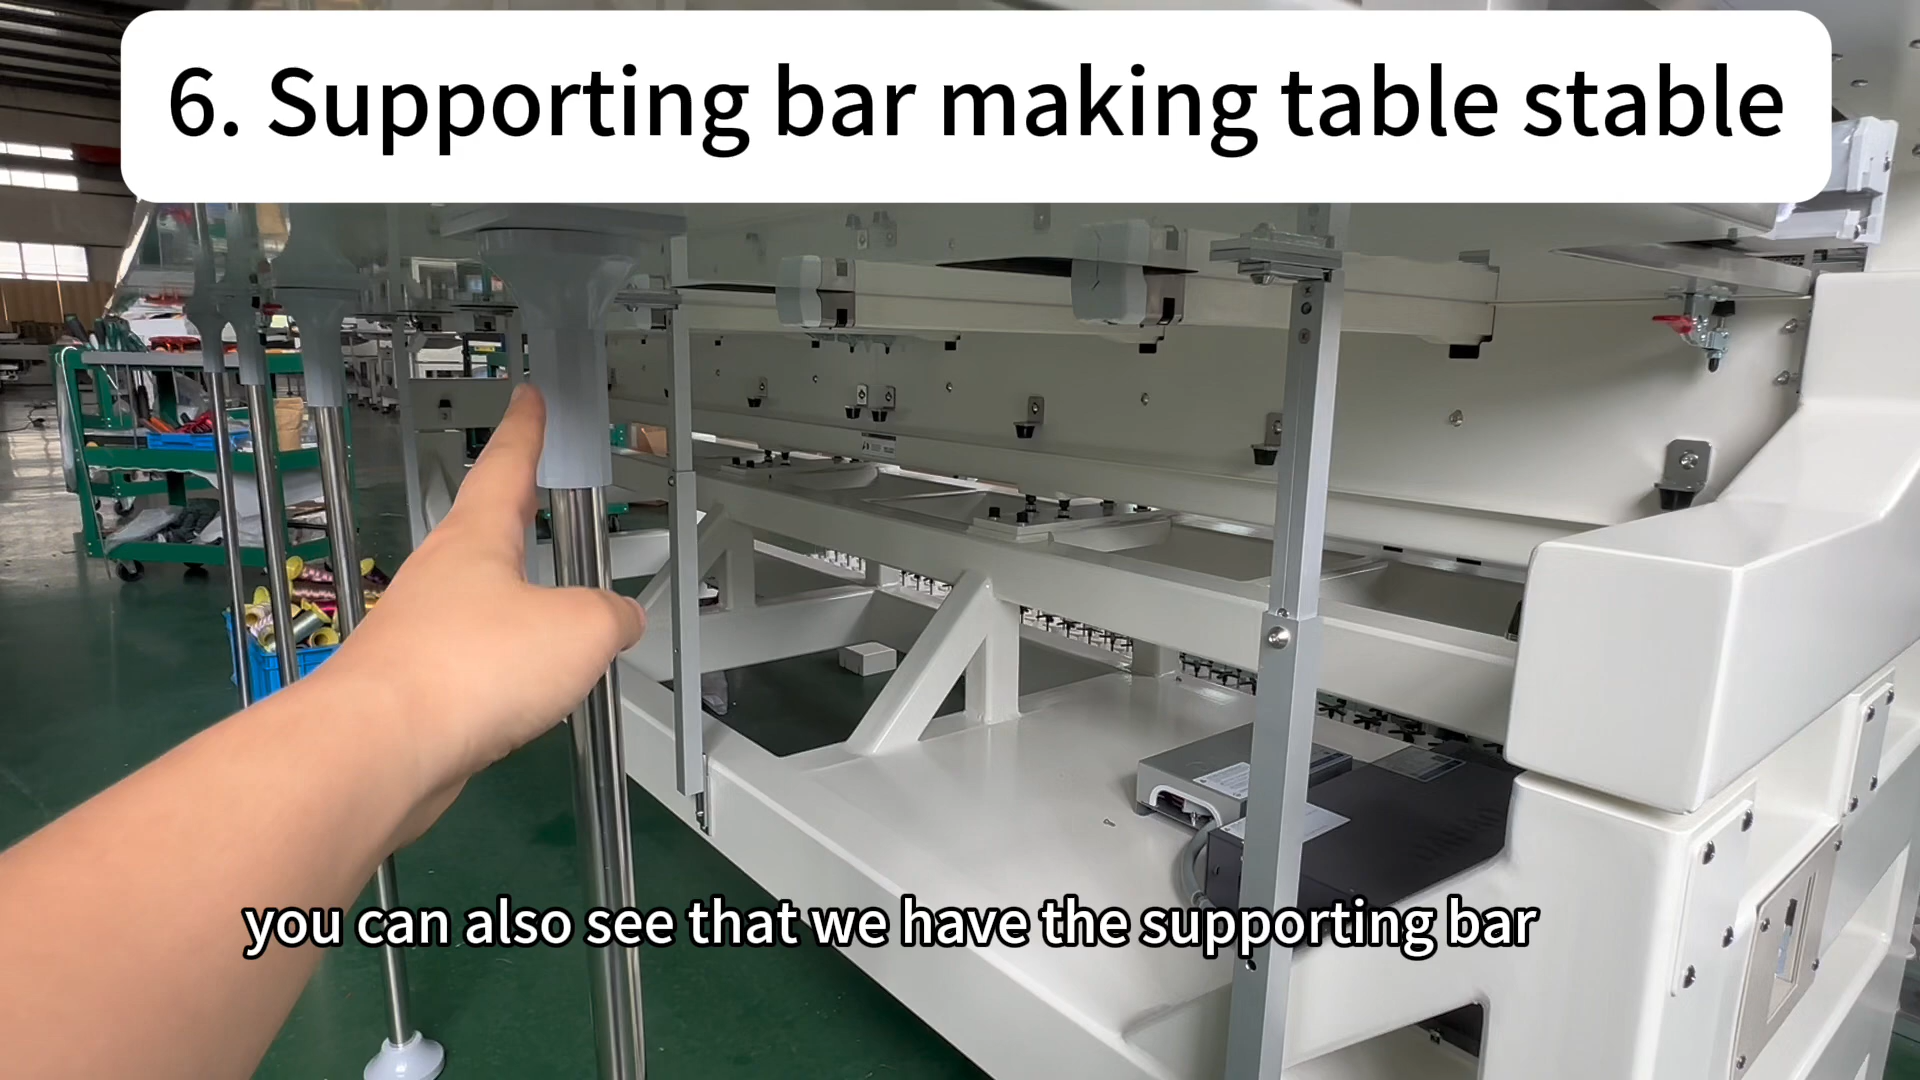 6. Supporting bar making table stable
you can also see that we have the supporting bar